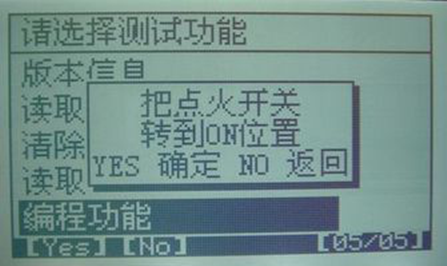 请选择测试功能
版本信息
读取
清除
读取
把点火开关
转到ON位置
YES 确定 NO 返回
编程功能
[Yes] [No] [05/05]